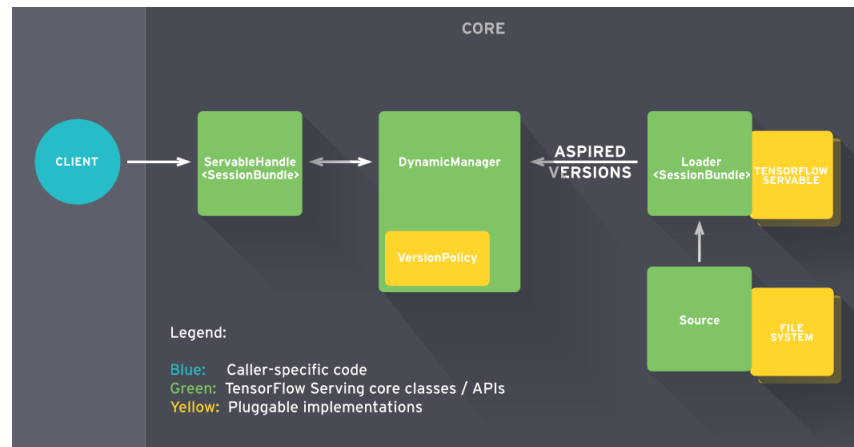 CORE
CLIENT
ServableHandle
<SessionBundle>
DynamicManager
VersionPolicy
ASPIRED
VERSIONS
Loader
<SessionBundle>
TENSORFLOW
SERVABLE
Source
FILE
SYSTEM
Legend:
Blue: Caller-specific code
Green: TensorFlow Serving core classes / APIs
Yellow: Pluggable implementations